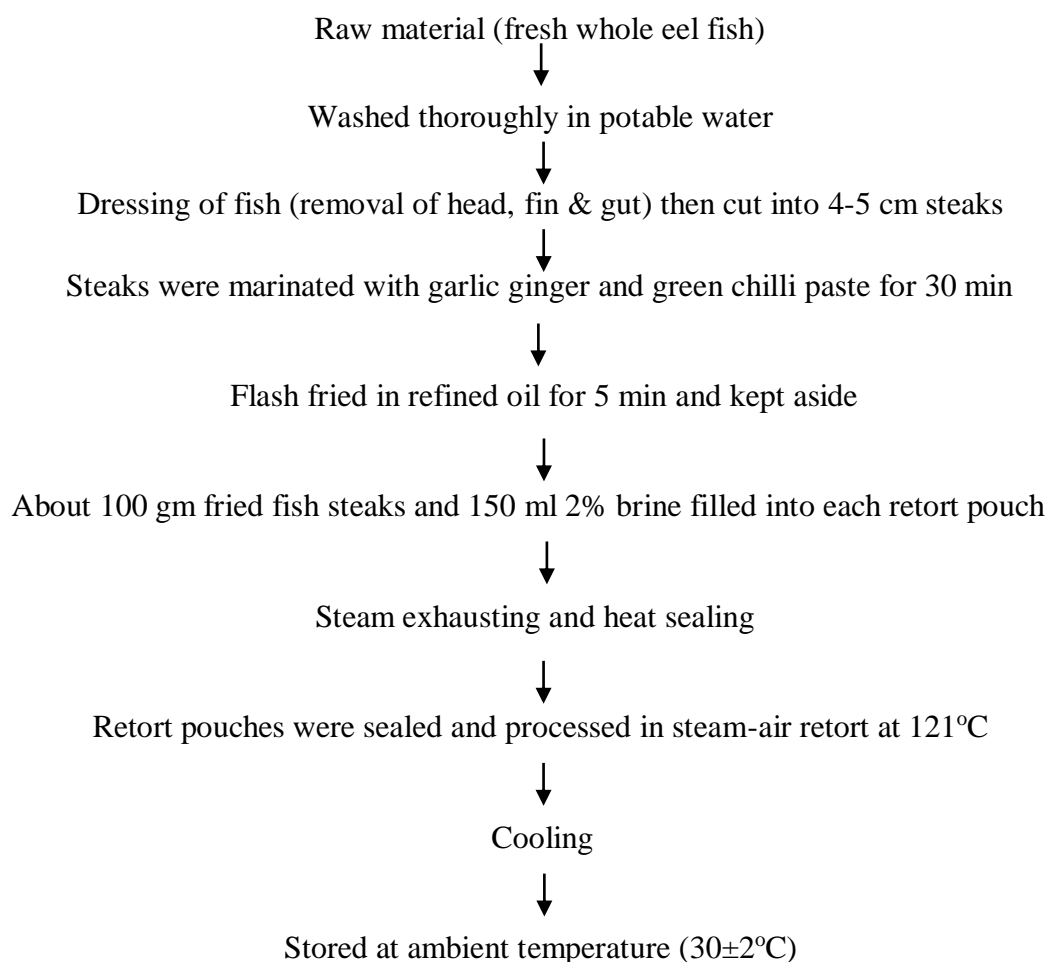 Raw material (fresh whole eel fish)
Washed thoroughly in potable water
Dressing of fish (removal of head, fin & gut) then cut into 4-5 cm steaks
Steaks were marinated with garlic ginger and green chilli paste for 30 min
Flash fried in refined oil for 5 min and kept aside
About 100 gm fried fish steaks and 150 ml 2% brine filled into each retort pouch
Steam exhausting and heat sealing
Retort pouches were sealed and processed in steam-air retort at 121ºC
Cooling
Stored at ambient temperature (30±2ºC)